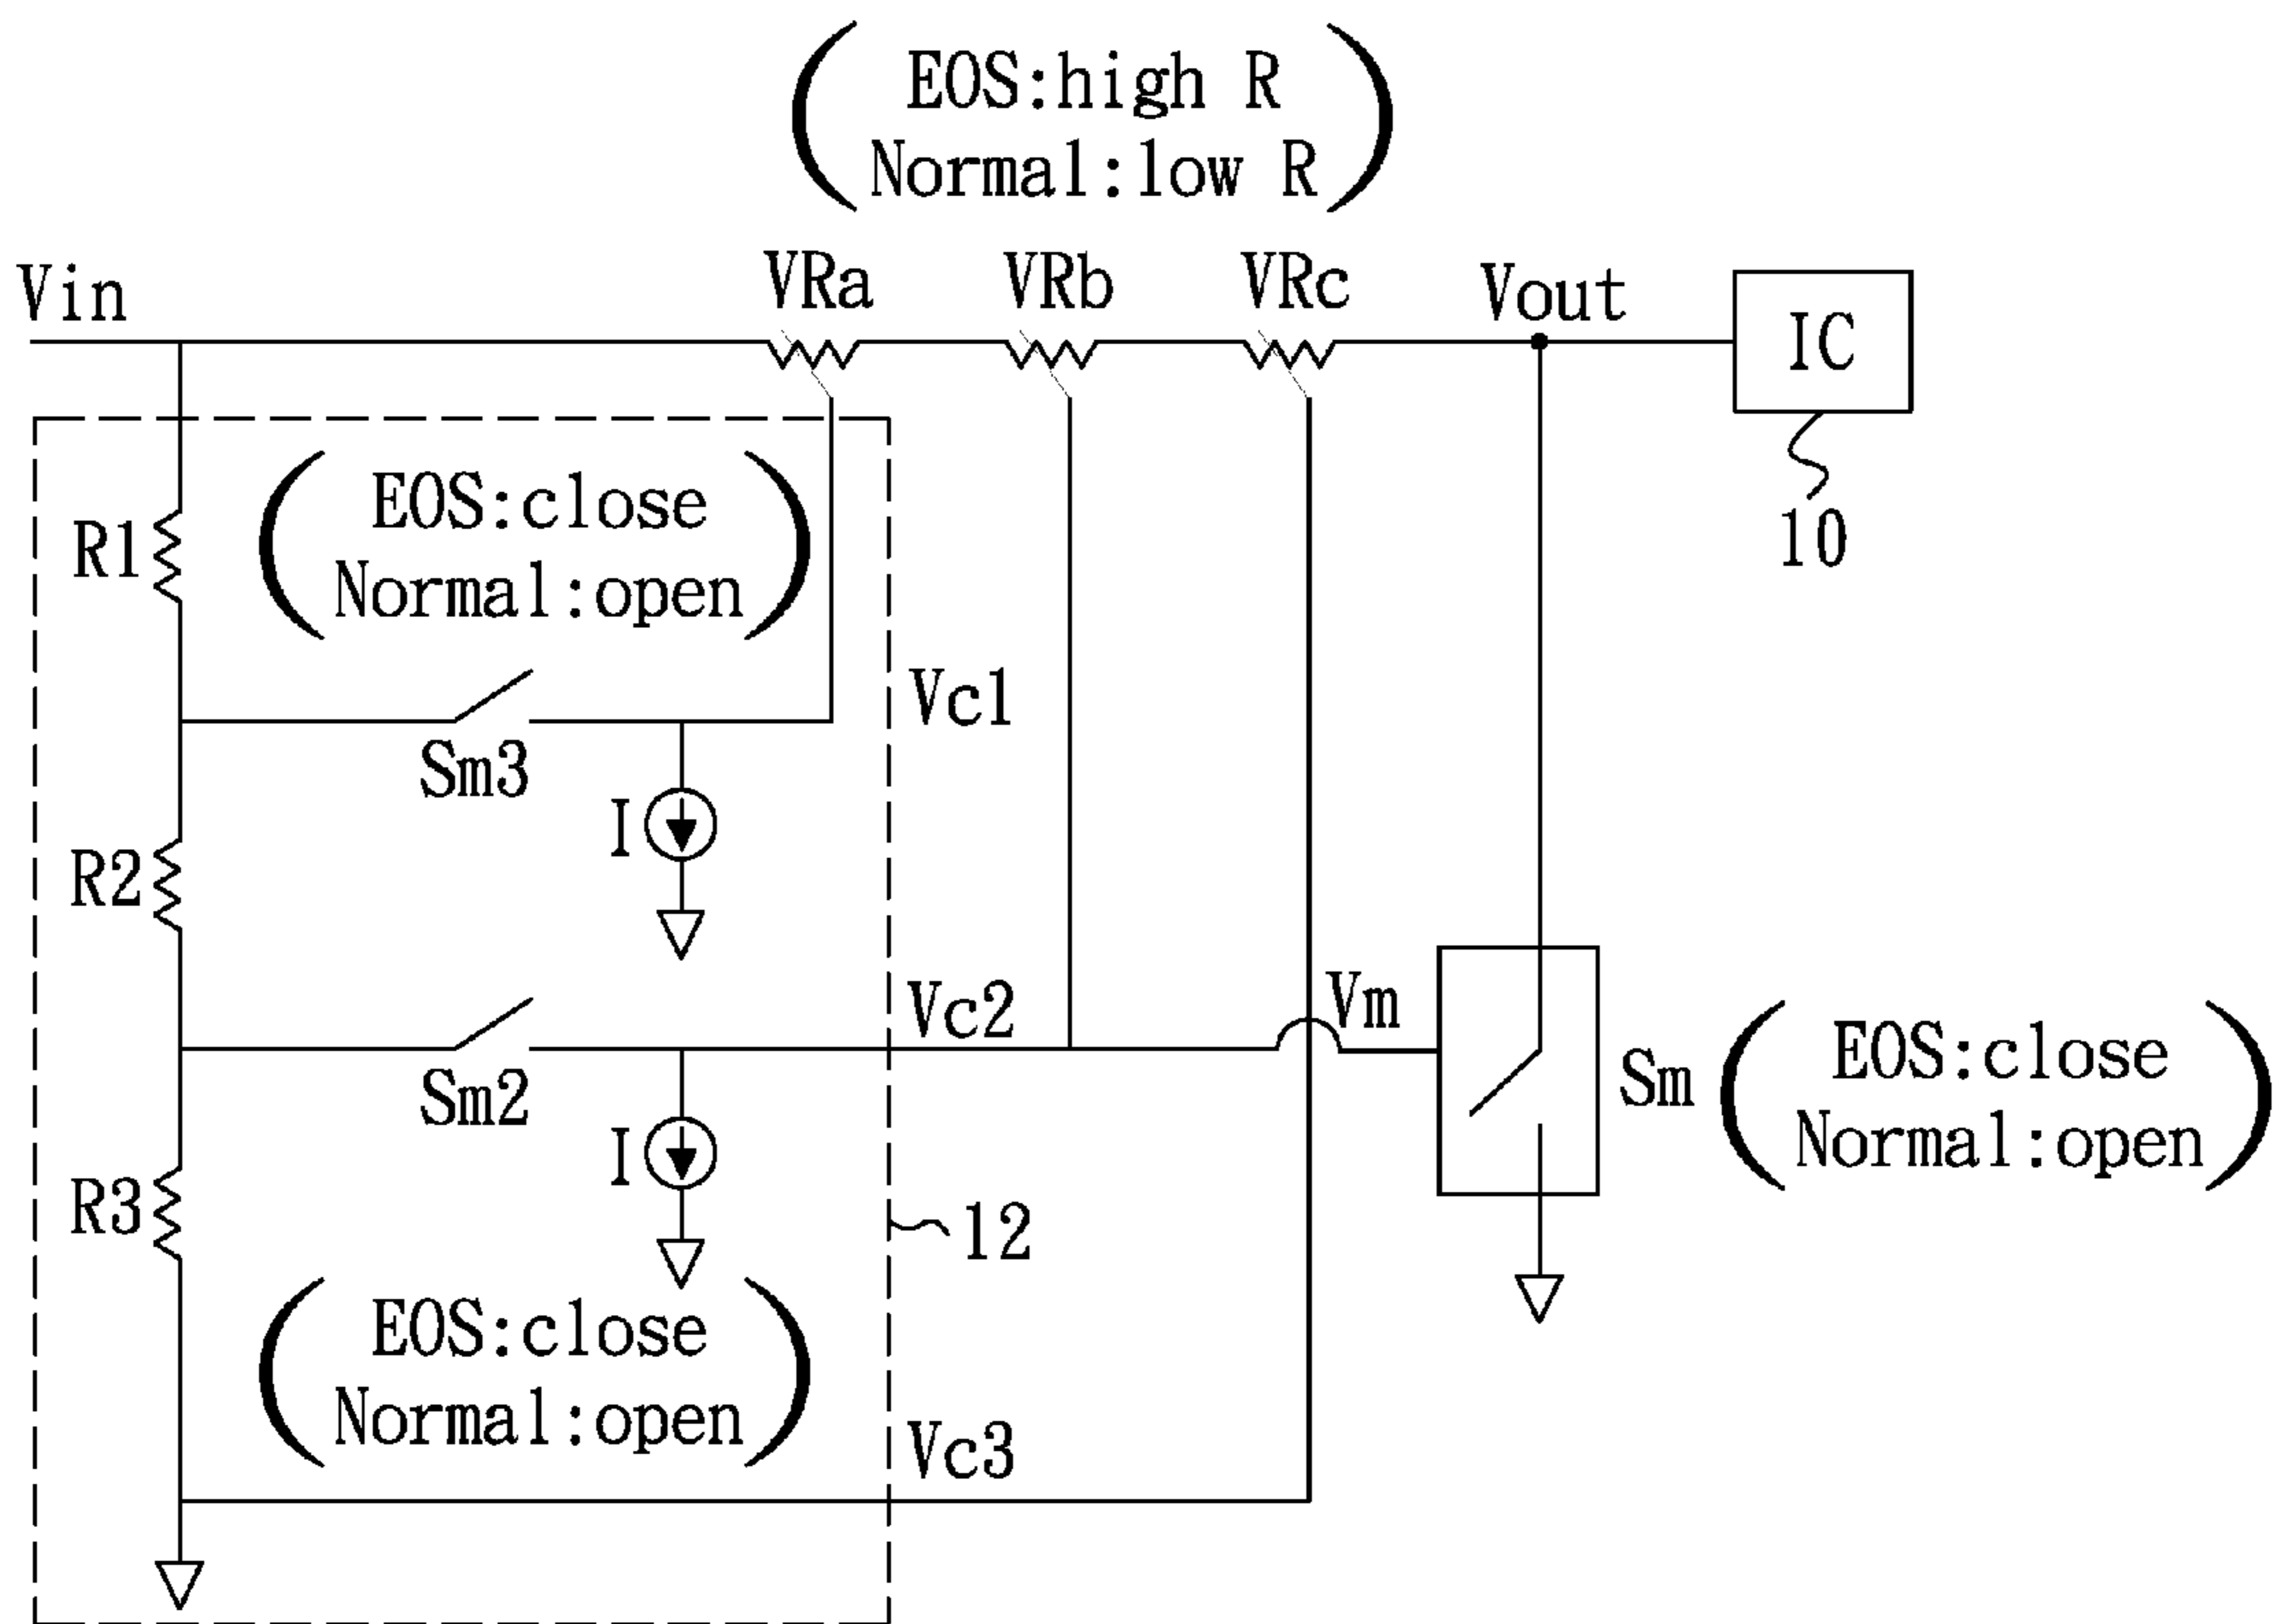 EOS:high R
Normal:low R
Vin
VRa
VRb
VRc
Vout
IC
10
EOS:close
Normal:open
R1
Vc1
Sm3
I
R2
Vc2
Vm
Sm2
I
Sm
EOS:close
Normal:open
R3
12
EOS:close
Normal:open
Vc3